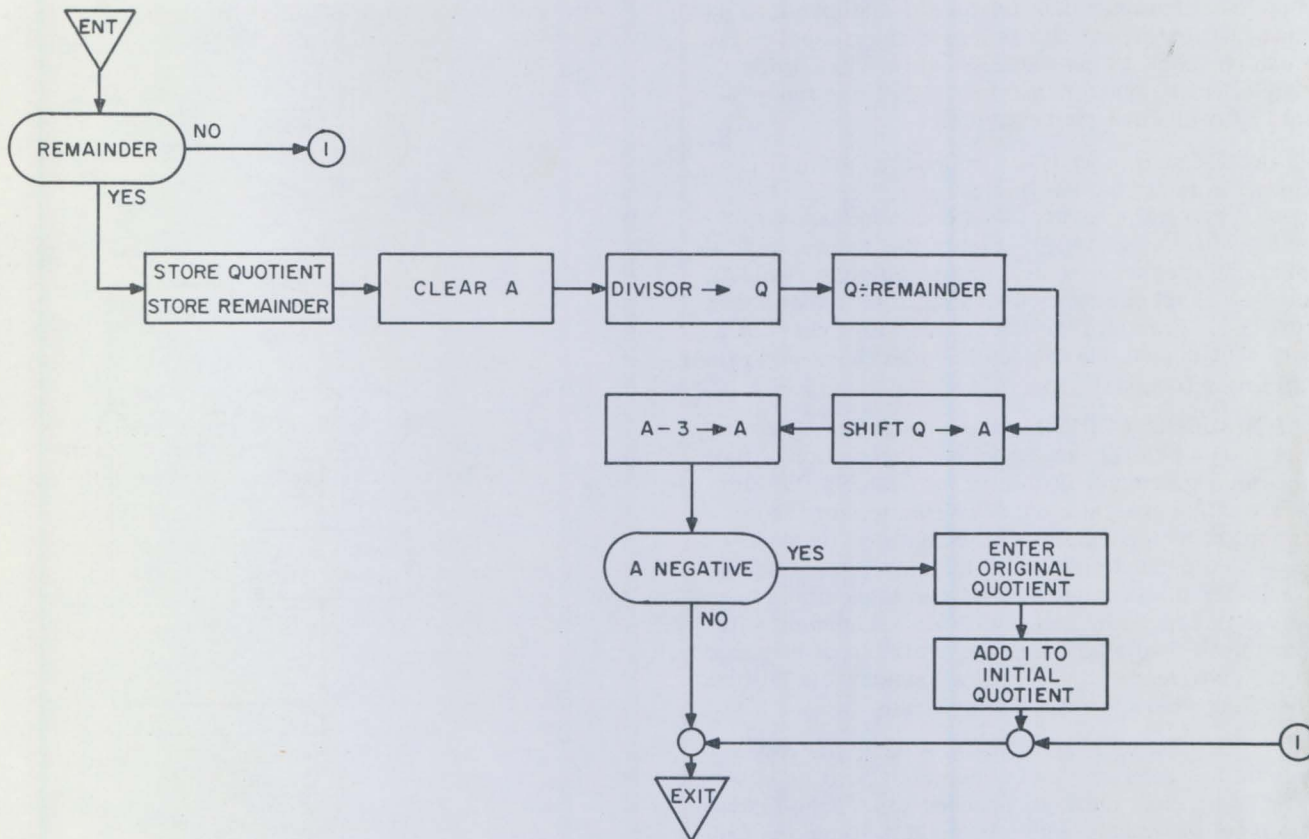 ENT
REMAINDER
NO
1
YES
STORE QUOTIENT
STORE REMAINDER
CLEAR A
DIVISOR → Q
Q÷REMAINDER
A-3 → A
SHIFT Q → A
A NEGATIVE
YES
NO
ENTER
ORIGINAL
QUOTIENT
ADD 1 TO
INITIAL
QUOTIENT
1
EXIT